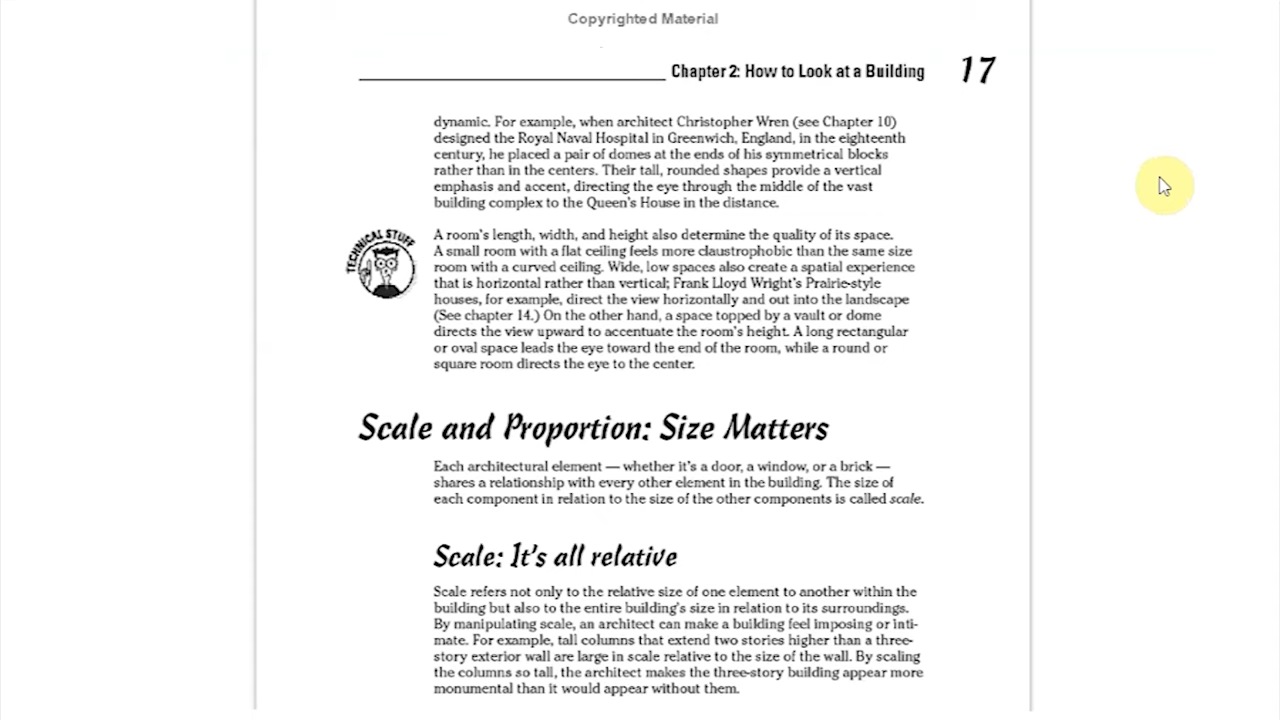 Copyrighted Material
Chapter 2: How to Look at a Building 17
dynamic. For example, when architect Christopher Wren (see Chapter 10)
designed the Royal Naval Hospital in Greenwich, England, in the eighteenth
century, he placed a pair of domes at the ends of his symmetrical blocks
rather than in the centers. Their tall, rounded shapes provide a vertical
emphasis and accent, directing the eye through the middle of the vast
building complex to the Queen's House in the distance.
TECHNICAL STUFF
A room's length, width, and height also determine the quality of its space.
A small room with a flat ceiling feels more claustrophobic than the same size
room with a curved ceiling. Wide, low spaces also create a spatial experience
that is horizontal rather than vertical; Frank Lloyd Wright's Prairie-style
houses, for example, direct the view horizontally and out into the landscape
(See chapter 14.) On the other hand, a space topped by a vault or dome
directs the view upward to accentuate the room's height. A long rectangular
or oval space leads the eye toward the end of the room, while a round or
square room directs the eye to the center.
Scale and Proportion: Size Matters
Each architectural element — whether it's a door, a window, or a brick —
shares a relationship with every other element in the building. The size of
each component in relation to the size of the other components is called scale.
Scale: It's all relative
Scale refers not only to the relative size of one element to another within the
building but also to the entire building's size in relation to its surroundings.
By manipulating scale, an architect can make a building feel imposing or inti-
mate. For example, tall columns that extend two stories higher than a three-
story exterior wall are large in scale relative to the size of the wall. By scaling
the columns so tall, the architect makes the three-story building appear more
monumental than it would appear without them.